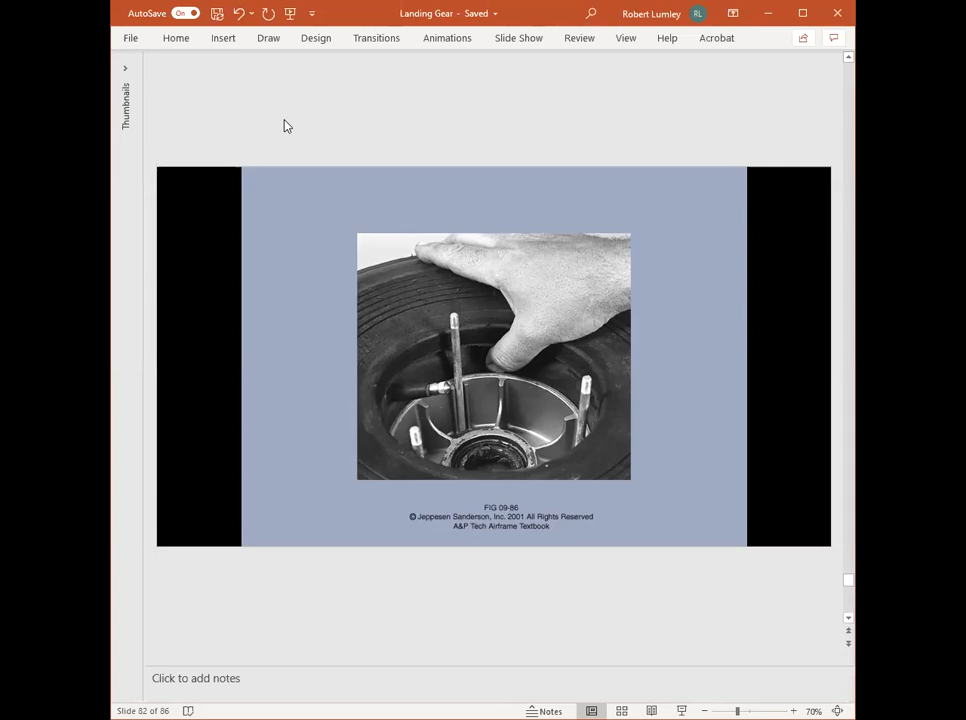 AutoSave On
Landing Gear - Saved
Robert Lumley RL
File Home Insert Draw Design Transitions Animations Slide Show Review View Help Acrobat
Thumbnails
FIG 09-86
© Jeppesen Sanderson, Inc. 2001 All Rights Reserved
A&P Tech Airframe Textbook
Click to add notes
Slide 82 of 86
Notes
70%